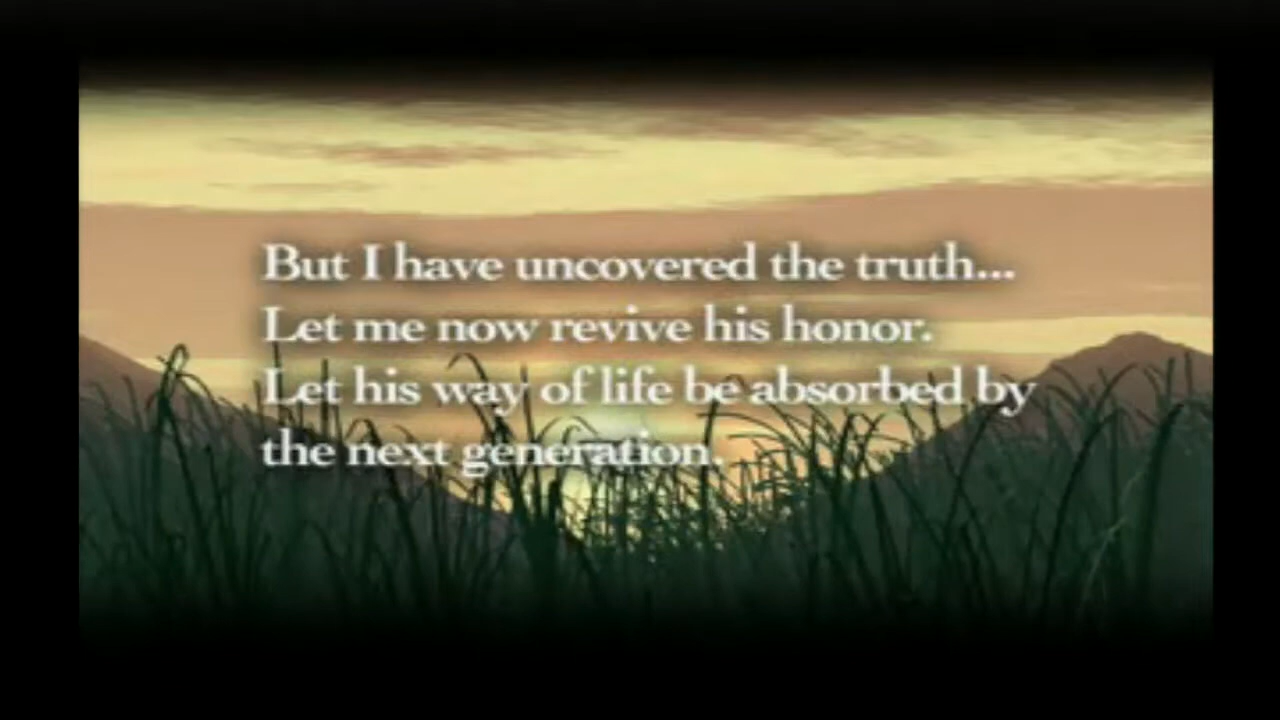 But I have uncovered the truth...
Let me now revive his honor.
Let his way of life be absorbed by
the next generation.